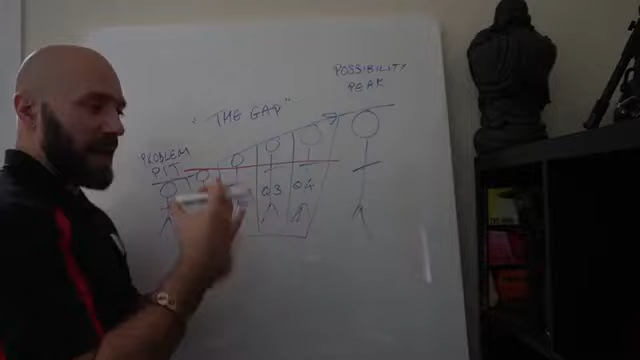 POSSIBILITY
PEAK
"THE GAP"
PROBLEM
PIT
Q3 Q4